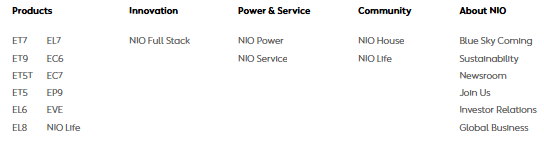 Products Innovation Power & Service Community About NIO
ET7 EL7 NIO Full Stack NIO Power NIO House Blue Sky Coming
ET9 EC6 NIO Service NIO Life Sustainability
ET5T EC7 Newsroom
ET5 EP9 Join Us
EL6 EVE Investor Relations
EL8 NIO Life Global Business